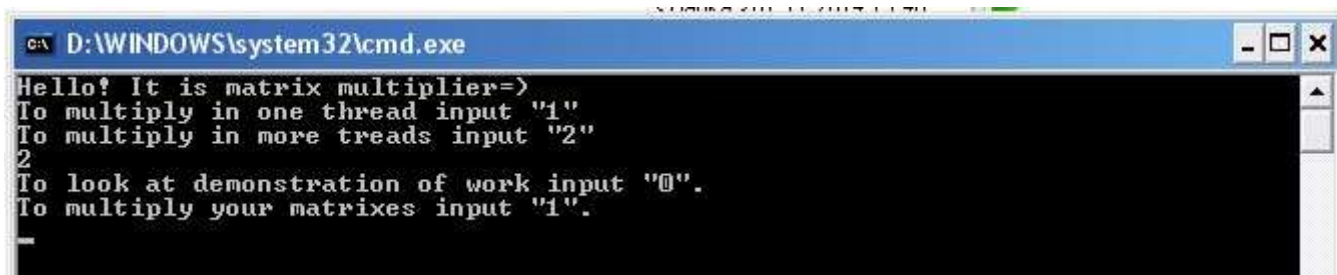 D:\WINDOWS\system32\cmd.exe
Hello! It is matrix multiplier=)
To multiply in one thread input "1"
To multiply in more treads input "2"
2
To look at demonstration of work input "0".
To multiply your matrixes input "1".